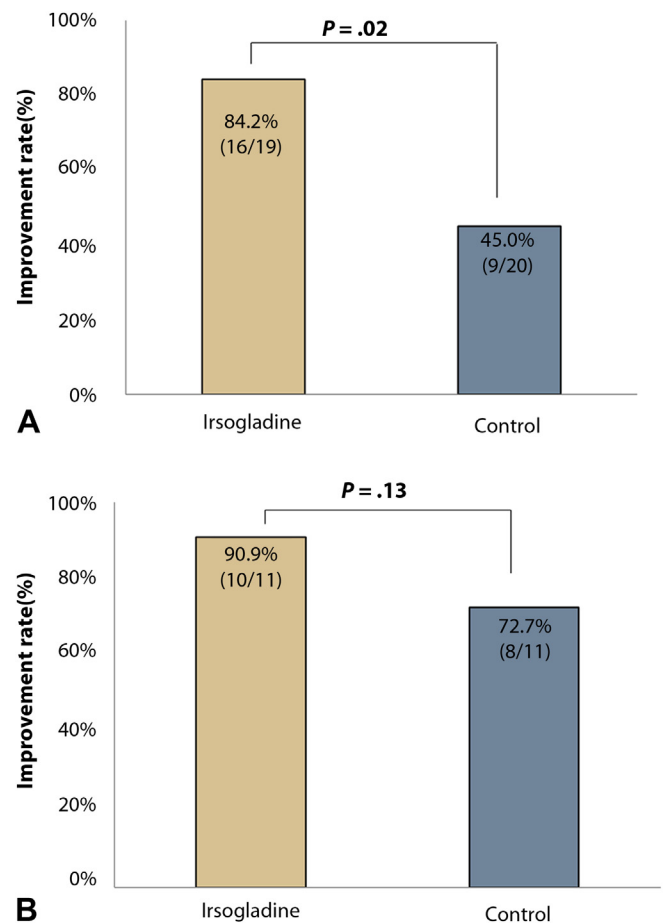 P = .02
Improvement rate(%)
100%
80%
60%
40%
20%
0%
84.2%
(16/19)
45.0%
(9/20)
Irsogladine
Control
A
P = .13
Improvement rate(%)
100%
80%
60%
40%
20%
0%
90.9%
(10/11)
72.7%
(8/11)
Irsogladine
Control
B